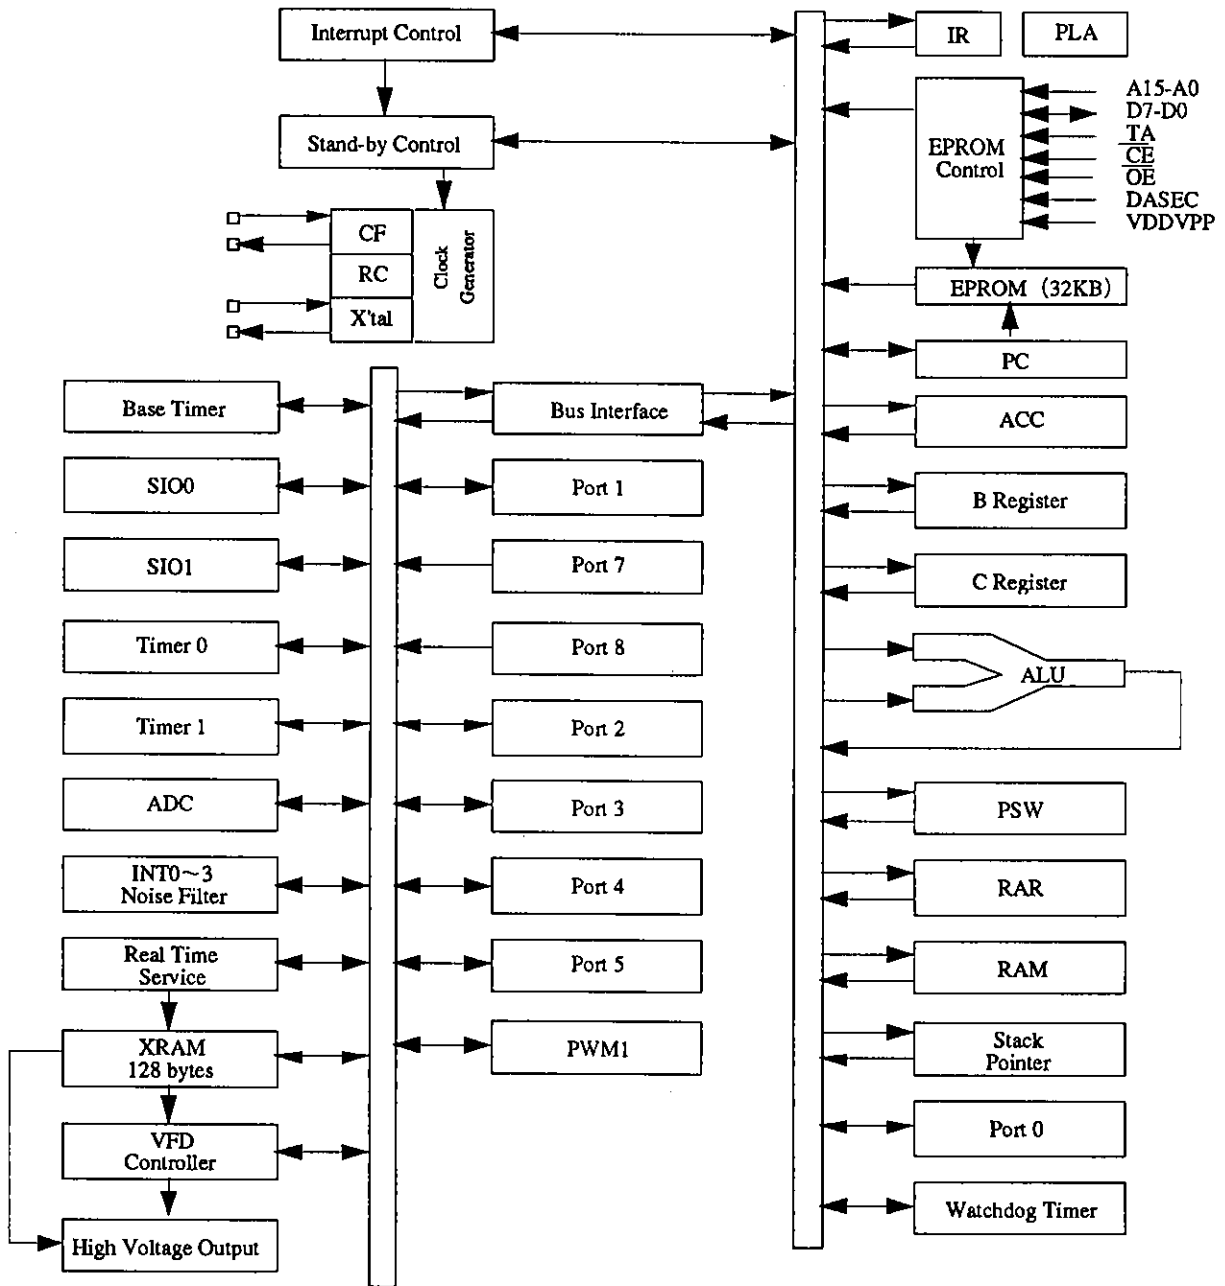 Interrupt Control
IR
PLA
Stand-by Control
EPROM
Control
A15-A0
D7-D0
TA
CE
OE
DASEC
VDDVPP
CF
RC
X'tal
Clock
Generator
EPROM (32KB)
PC
Base Timer
Bus Interface
ACC
SIO0
Port 1
B Register
SIO1
Port 7
C Register
Timer 0
Port 8
ALU
Timer 1
Port 2
ADC
Port 3
PSW
INT0～3
Noise Filter
Port 4
RAR
Real Time
Service
Port 5
RAM
XRAM
128 bytes
PWM1
Stack
Pointer
VFD
Controller
Port 0
High Voltage Output
Watchdog Timer